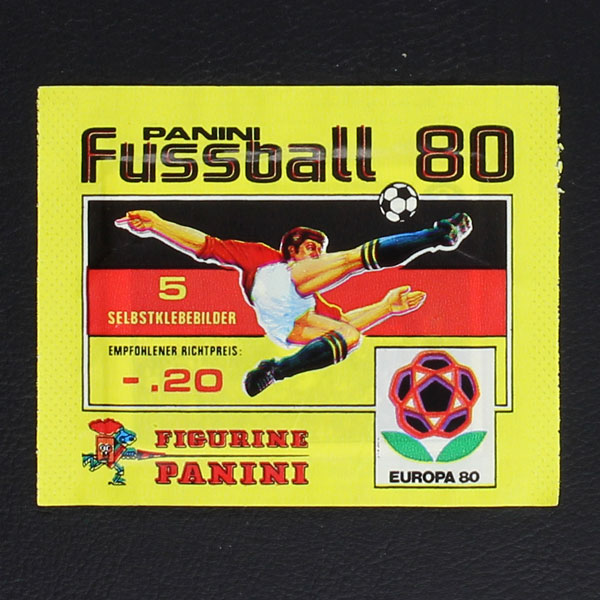 PANINI
Fussball 80
5
SELBSTKLEBEBILDER
EMPFOHLENER RICHTPREIS:
-.20
FIGURINE
PANINI
EUROPA 80